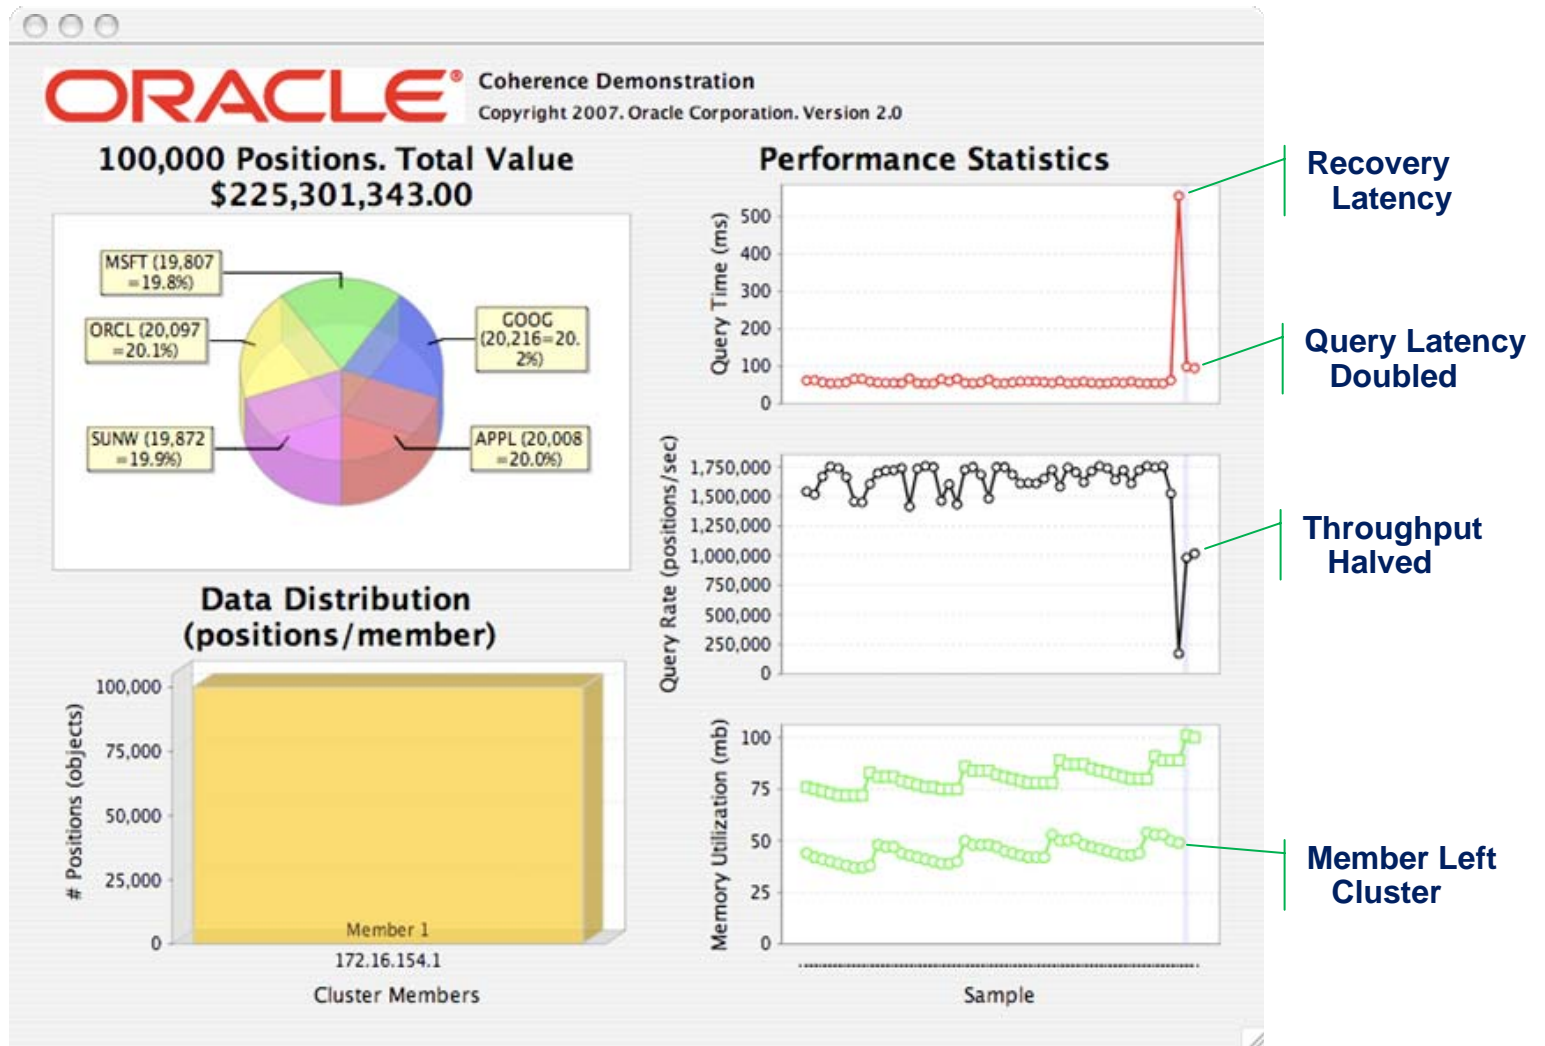 ORACLE®
Coherence Demonstration
Copyright 2007. Oracle Corporation. Version 2.0
100,000 Positions. Total Value
$225,301,343.00
MSFT (19,807
=19.8%)
ORCL (20,097
=20.1%)
GOOG
(20,216=20.
2%)
SUNW (19,872
=19.9%)
APPL (20,008
=20.0%)
Data Distribution
(positions/member)
# Positions (objects)
100,000
75,000
50,000
25,000
0
Member 1
172.16.154.1
Cluster Members
Performance Statistics
Query Time (ms)
500
400
300
200
100
0
Query Rate (positions/sec)
1,750,000
1,500,000
1,250,000
1,000,000
750,000
500,000
250,000
0
Memory Utilization (mb)
100
75
50
25
0
Sample
Recovery
Latency
Query Latency
Doubled
Throughput
Halved
Member Left
Cluster